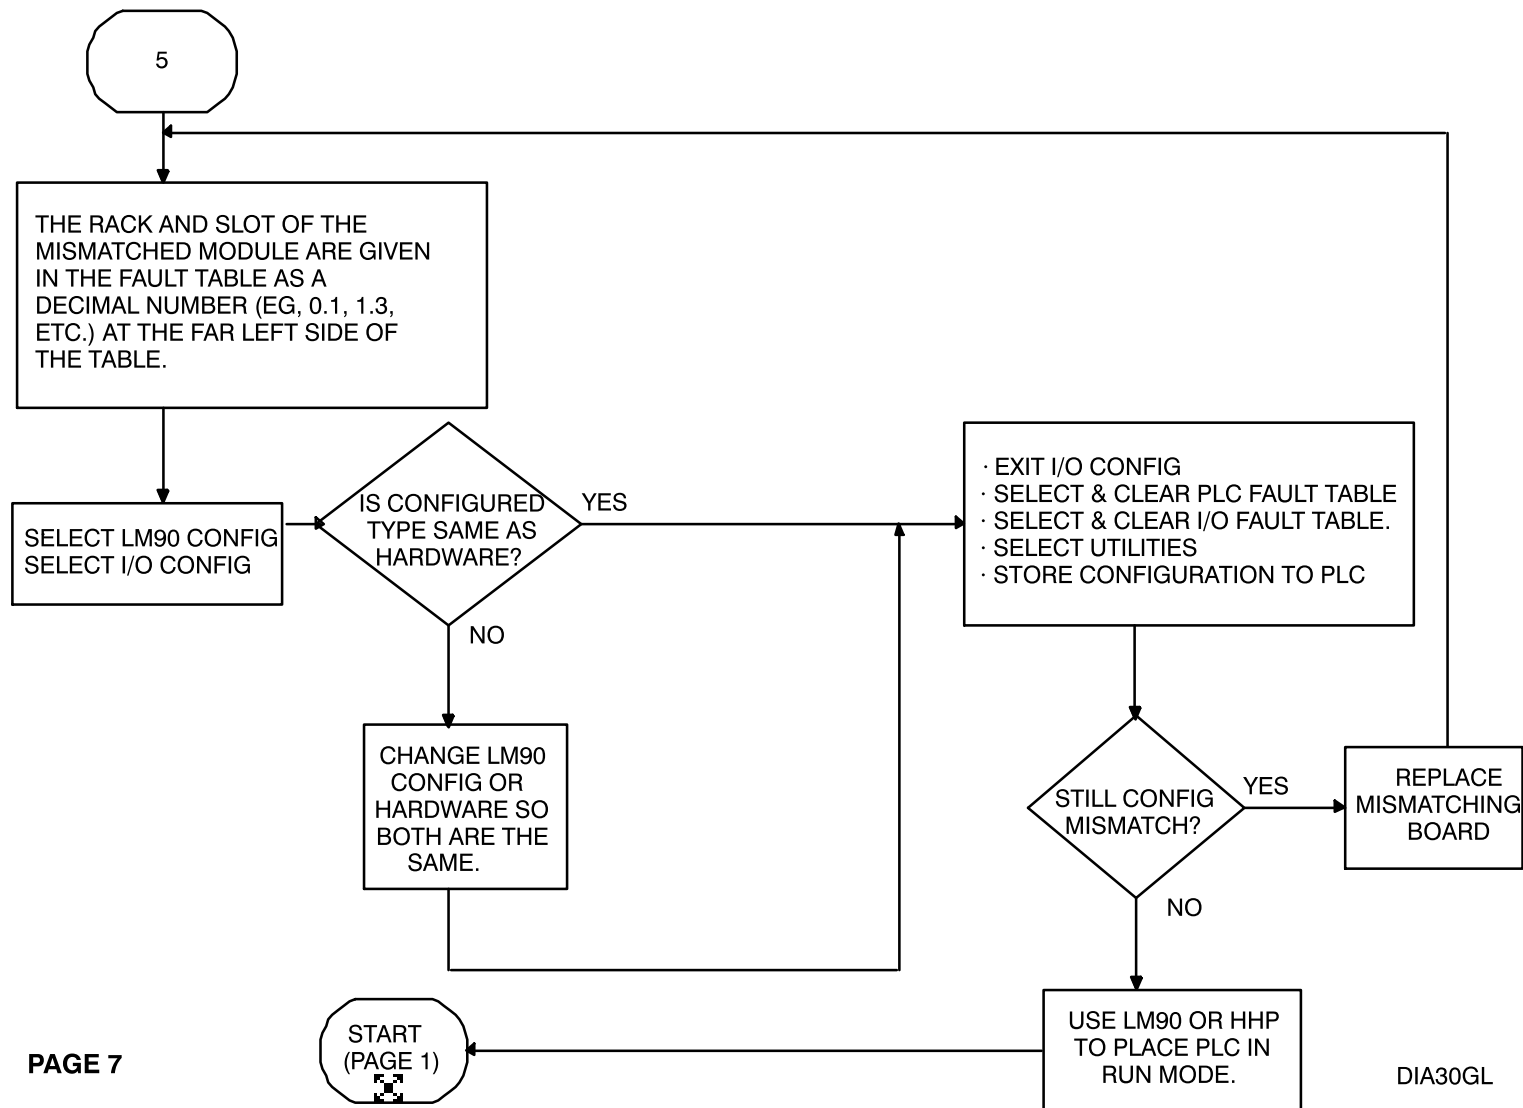 5
THE RACK AND SLOT OF THE
MISMATCHED MODULE ARE GIVEN
IN THE FAULT TABLE AS A
DECIMAL NUMBER (EG, 0.1, 1.3,
ETC.) AT THE FAR LEFT SIDE OF
THE TABLE.
SELECT LM90 CONFIG
SELECT I/O CONFIG
IS CONFIGURED
TYPE SAME AS
HARDWARE?
YES
NO
CHANGE LM90
CONFIG OR
HARDWARE SO
BOTH ARE THE
SAME.
· EXIT I/O CONFIG
· SELECT & CLEAR PLC FAULT TABLE
· SELECT & CLEAR I/O FAULT TABLE.
· SELECT UTILITIES
· STORE CONFIGURATION TO PLC
STILL CONFIG
MISMATCH?
YES
REPLACE
MISMATCHING
BOARD
NO
USE LM90 OR HHP
TO PLACE PLC IN
RUN MODE.
START
(PAGE 1)
PAGE 7
DIA30GL